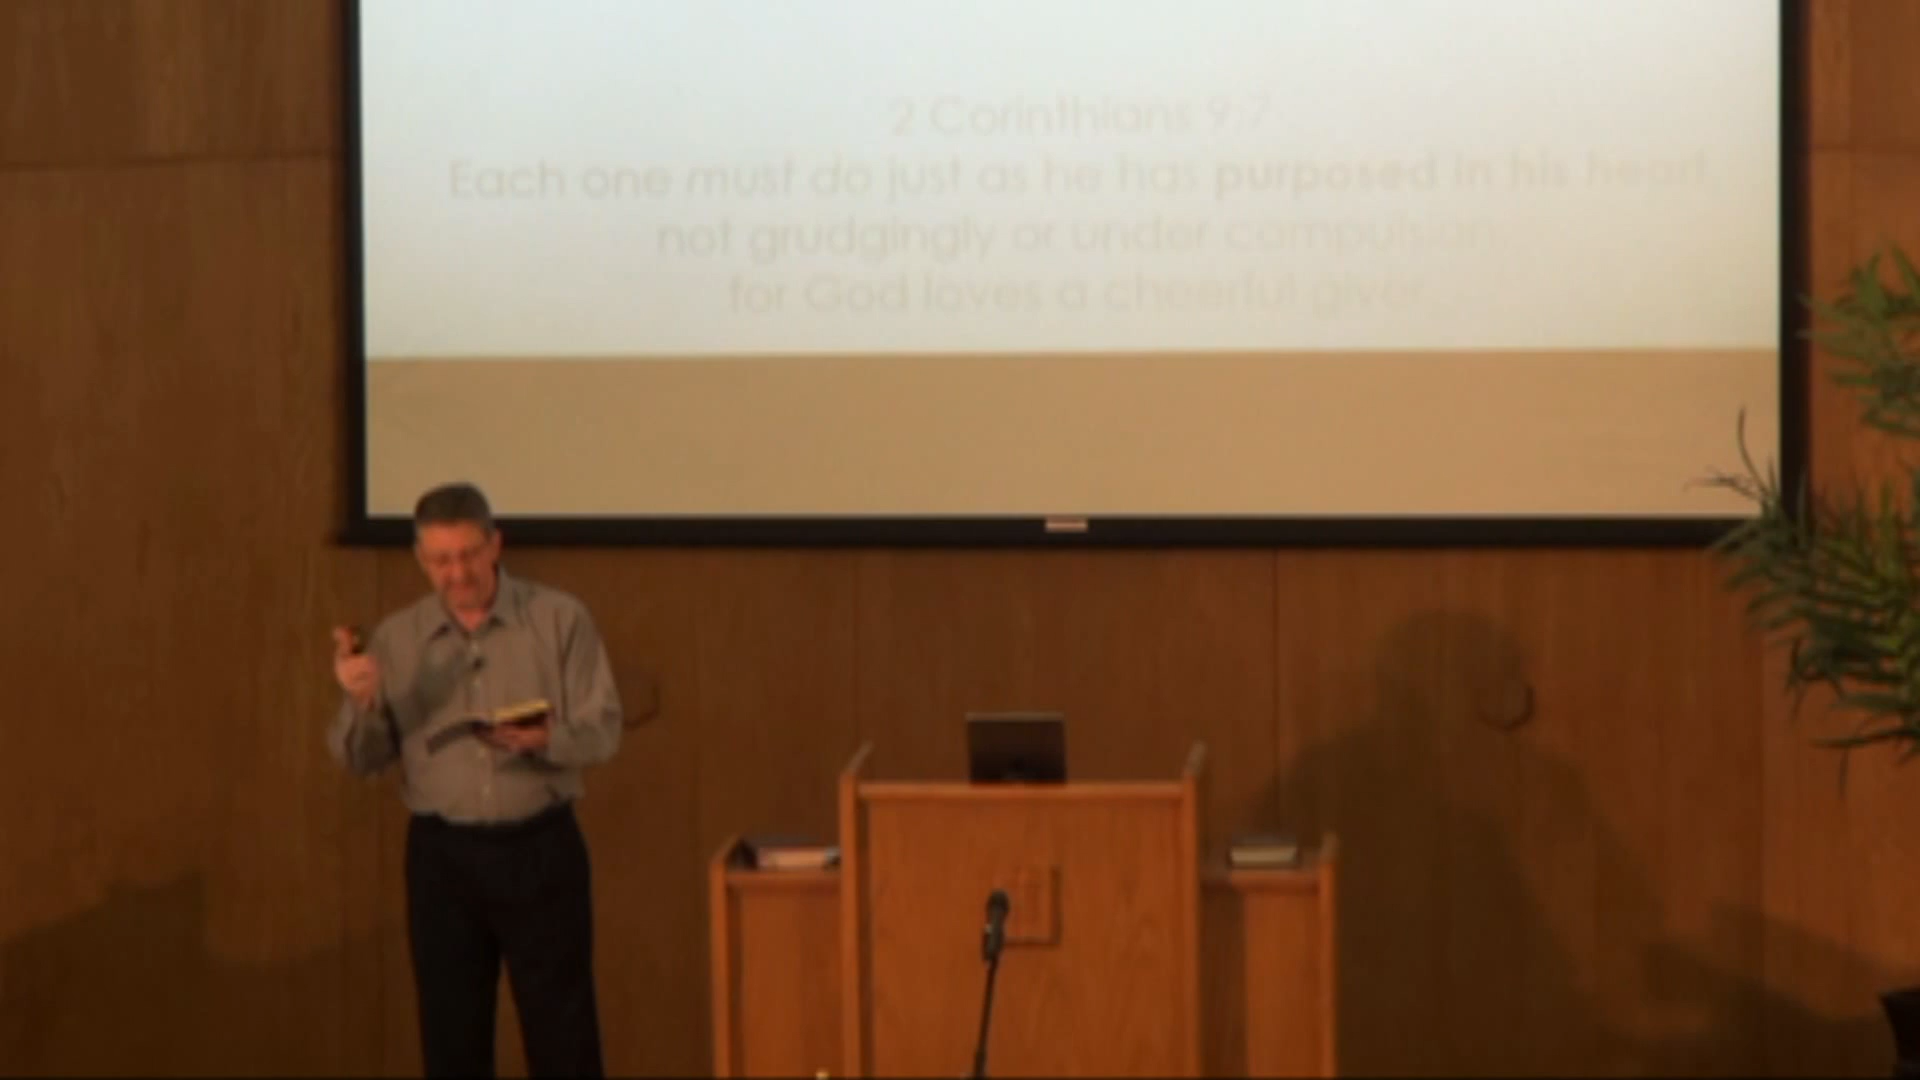 2 Corinthians 9:7
Each one must do just as he has purposed in his heart,
not grudgingly or under compulsion,
for God loves a cheerful giver